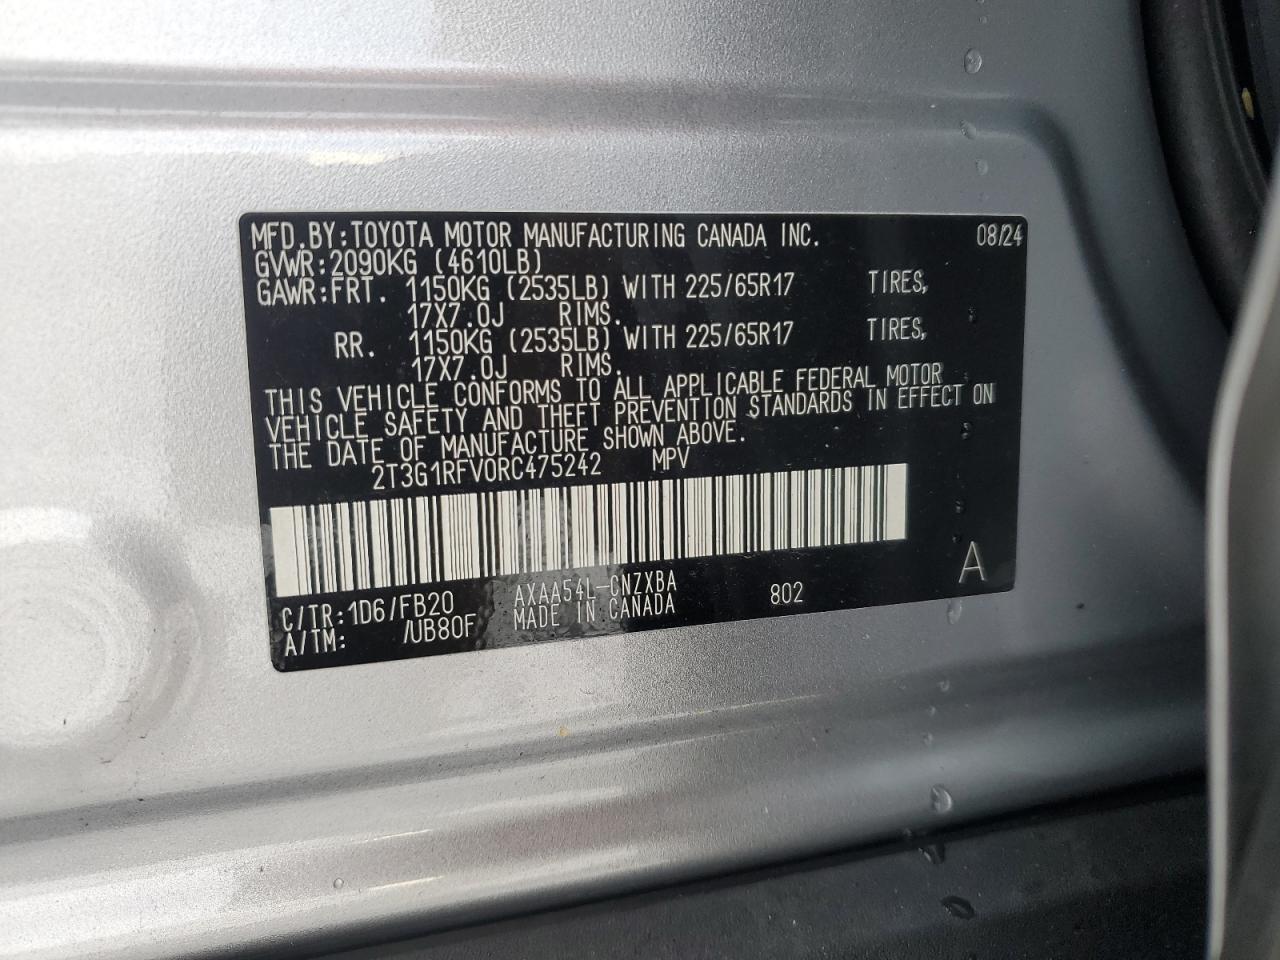 MFD.BY:TOYOTA MOTOR MANUFACTURING CANADA INC. 08/24
GVWR:2090KG (4610LB)
GAWR:FRT. 1150KG (2535LB) WITH 225/65R17 TIRES,
17X7.0J RIMS.
RR. 1150KG (2535LB) WITH 225/65R17 TIRES,
17X7.0J RIMS.
THIS VEHICLE CONFORMS TO ALL APPLICABLE FEDERAL MOTOR
VEHICLE SAFETY AND THEFT PREVENTION STANDARDS IN EFFECT ON
THE DATE OF MANUFACTURE SHOWN ABOVE.
2T3G1RFV0RC475242 MPV
C/TR:1D6/FB20 AXAA54L-CNZXBA 802 A
A/TM: /UB80F MADE IN CANADA